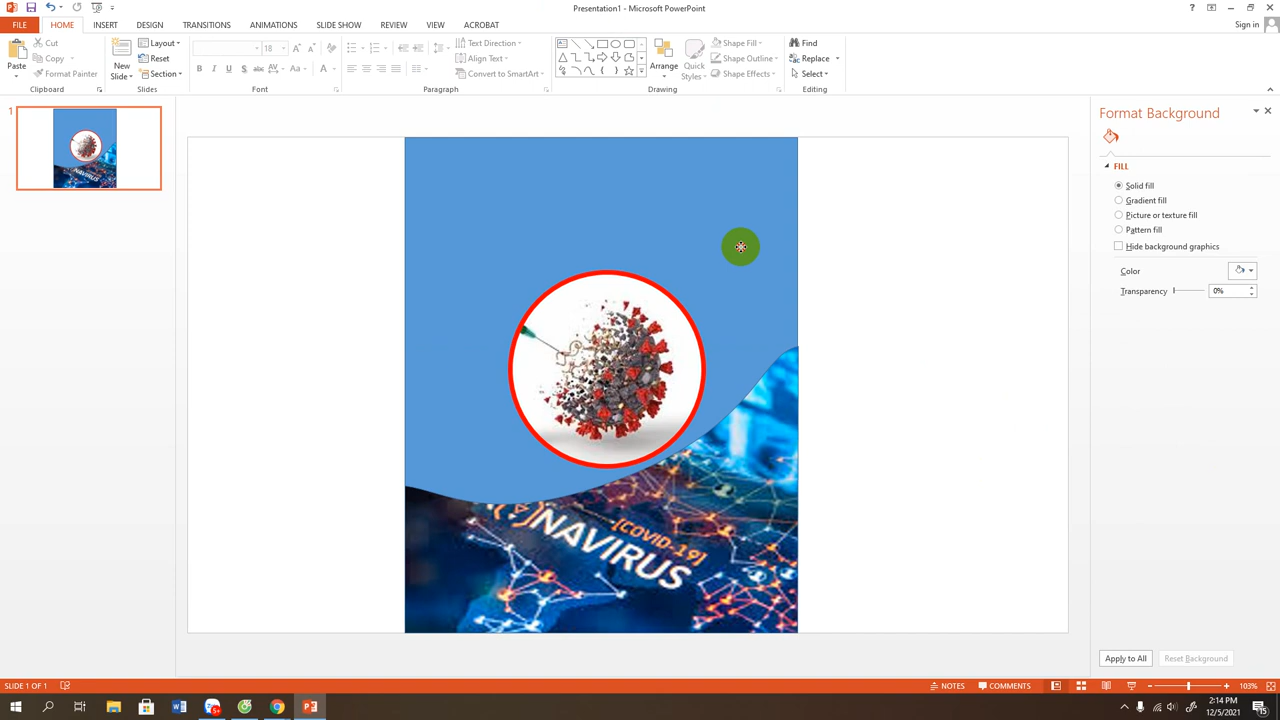 Presentation1 - Microsoft PowerPoint
FILE HOME INSERT DESIGN TRANSITIONS ANIMATIONS SLIDE SHOW REVIEW VIEW ACROBAT
Sign in
Paste
Cut
Copy
Format Painter
Clipboard
New
Slide
Layout
Reset
Section
Slides
18
Font
Paragraph
Text Direction
Align Text
Convert to SmartArt
Arrange
Quick
Styles
Shape Fill
Shape Outline
Shape Effects
Drawing
Find
Replace
Select
Editing
1
NAVIRUS
[COVID-19]
NAVIRUS
Format Background
FILL
Solid fill
Gradient fill
Picture or texture fill
Pattern fill
Hide background graphics
Color
Transparency 0%
Apply to All
Reset Background
SLIDE 1 OF 1
NOTES
COMMENTS
103%
2:14 PM
12/5/2021
15